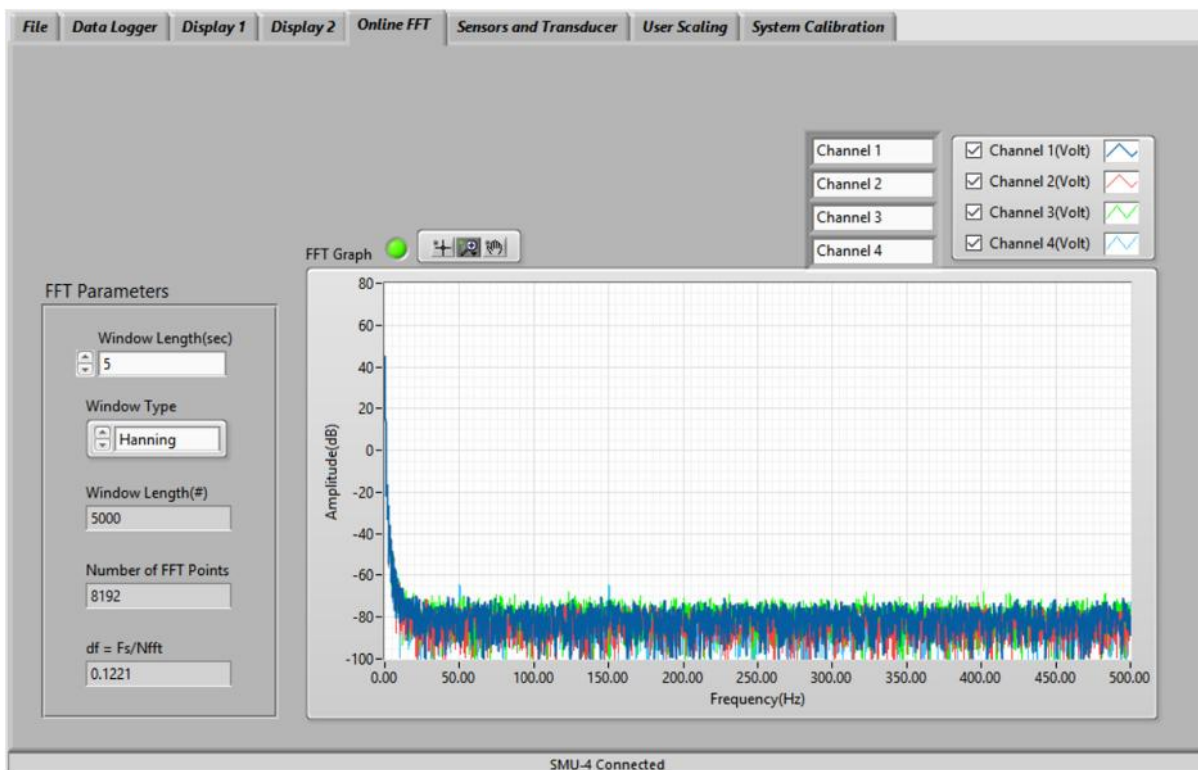 File Data Logger Display 1 Display 2 Online FFT Sensors and Transducer User Scaling System Calibration
Channel 1
Channel 2
Channel 3
Channel 4
Channel 1(Volt)
Channel 2(Volt)
Channel 3(Volt)
Channel 4(Volt)
FFT Graph
FFT Parameters
Window Length(sec)
5
Window Type
Hanning
Window Length(#)
5000
Number of FFT Points
8192
df = Fs/Nfft
0.1221
Amplitude(dB)
80
60
40
20
0
-20
-40
-60
-80
-100
0.00 50.00 100.00 150.00 200.00 250.00 300.00 350.00 400.00 450.00 500.00
Frequency(Hz)
SMU-4 Connected